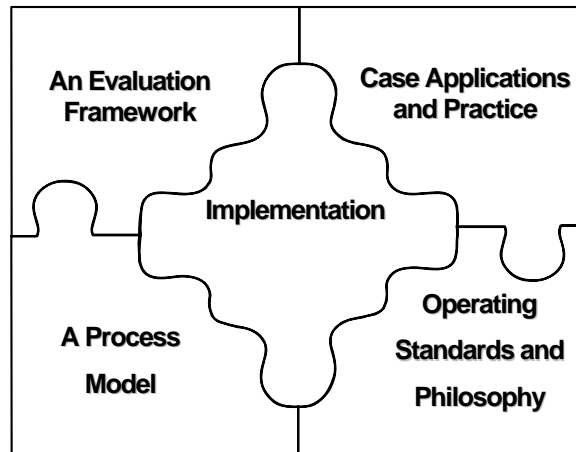 An Evaluation
Framework
Case Applications
and Practice
Implementation
A Process
Model
Operating
Standards and
Philosophy